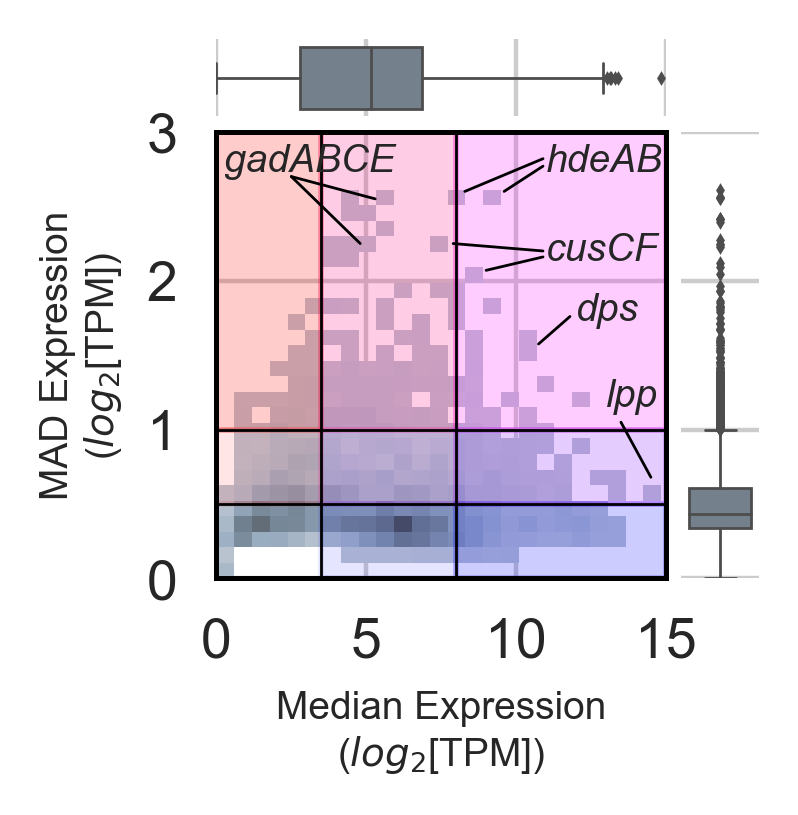 3
gadABCE
hdeAB
cusCF
2
dps
lpp
1
0
MAD Expression
(log₂[TPM])
0 5 10 15
Median Expression
(log₂[TPM])